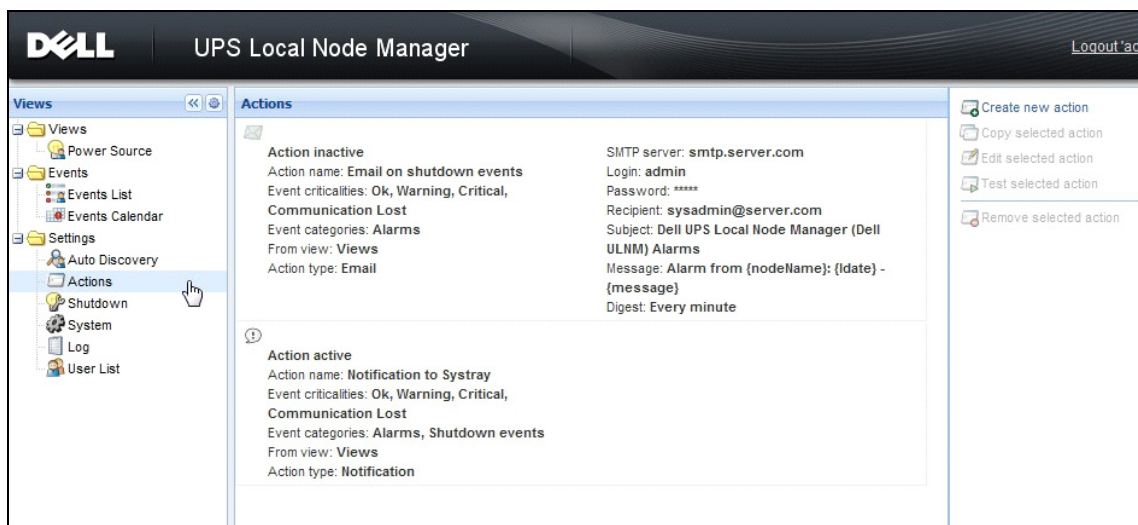 DELL
UPS Local Node Manager
Logout
Views
Views
Power Source
Events
Events List
Events Calendar
Settings
Auto Discovery
Actions
Shutdown
System
Log
User List
Actions
Action inactive
Action name: Email on shutdown events
Event criticalities: Ok, Warning, Critical,
Communication Lost
Event categories: Alarms
From view: Views
Action type: Email
SMTP server: smtp.server.com
Login: admin
Password: *****
Recipient: sysadmin@server.com
Subject: Dell UPS Local Node Manager (Dell
ULNM) Alarms
Message: Alarm from {nodeName}: {ldate} -
{message}
Digest: Every minute
Action active
Action name: Notification to Systray
Event criticalities: Ok, Warning, Critical,
Communication Lost
Event categories: Alarms, Shutdown events
From view: Views
Action type: Notification
Create new action
Copy selected action
Edit selected action
Test selected action
Remove selected action